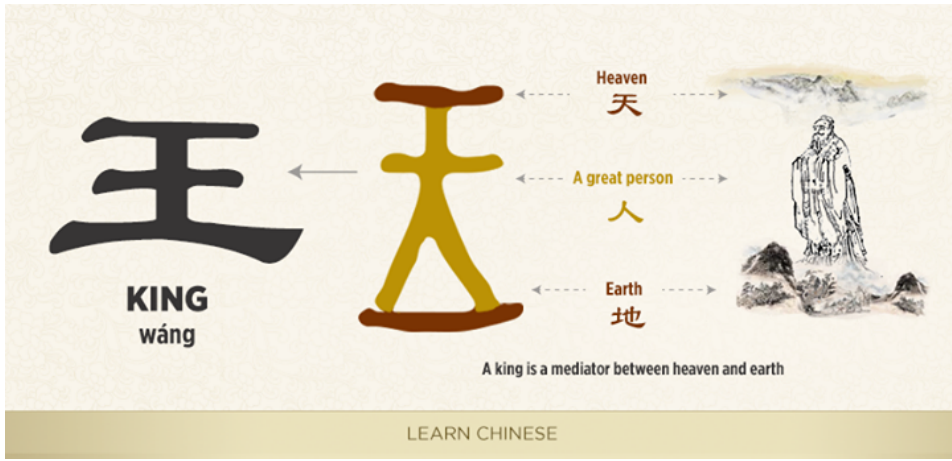 王
KING
wáng
Heaven
天
A great person
人
Earth
地
A king is a mediator between heaven and earth
LEARN CHINESE